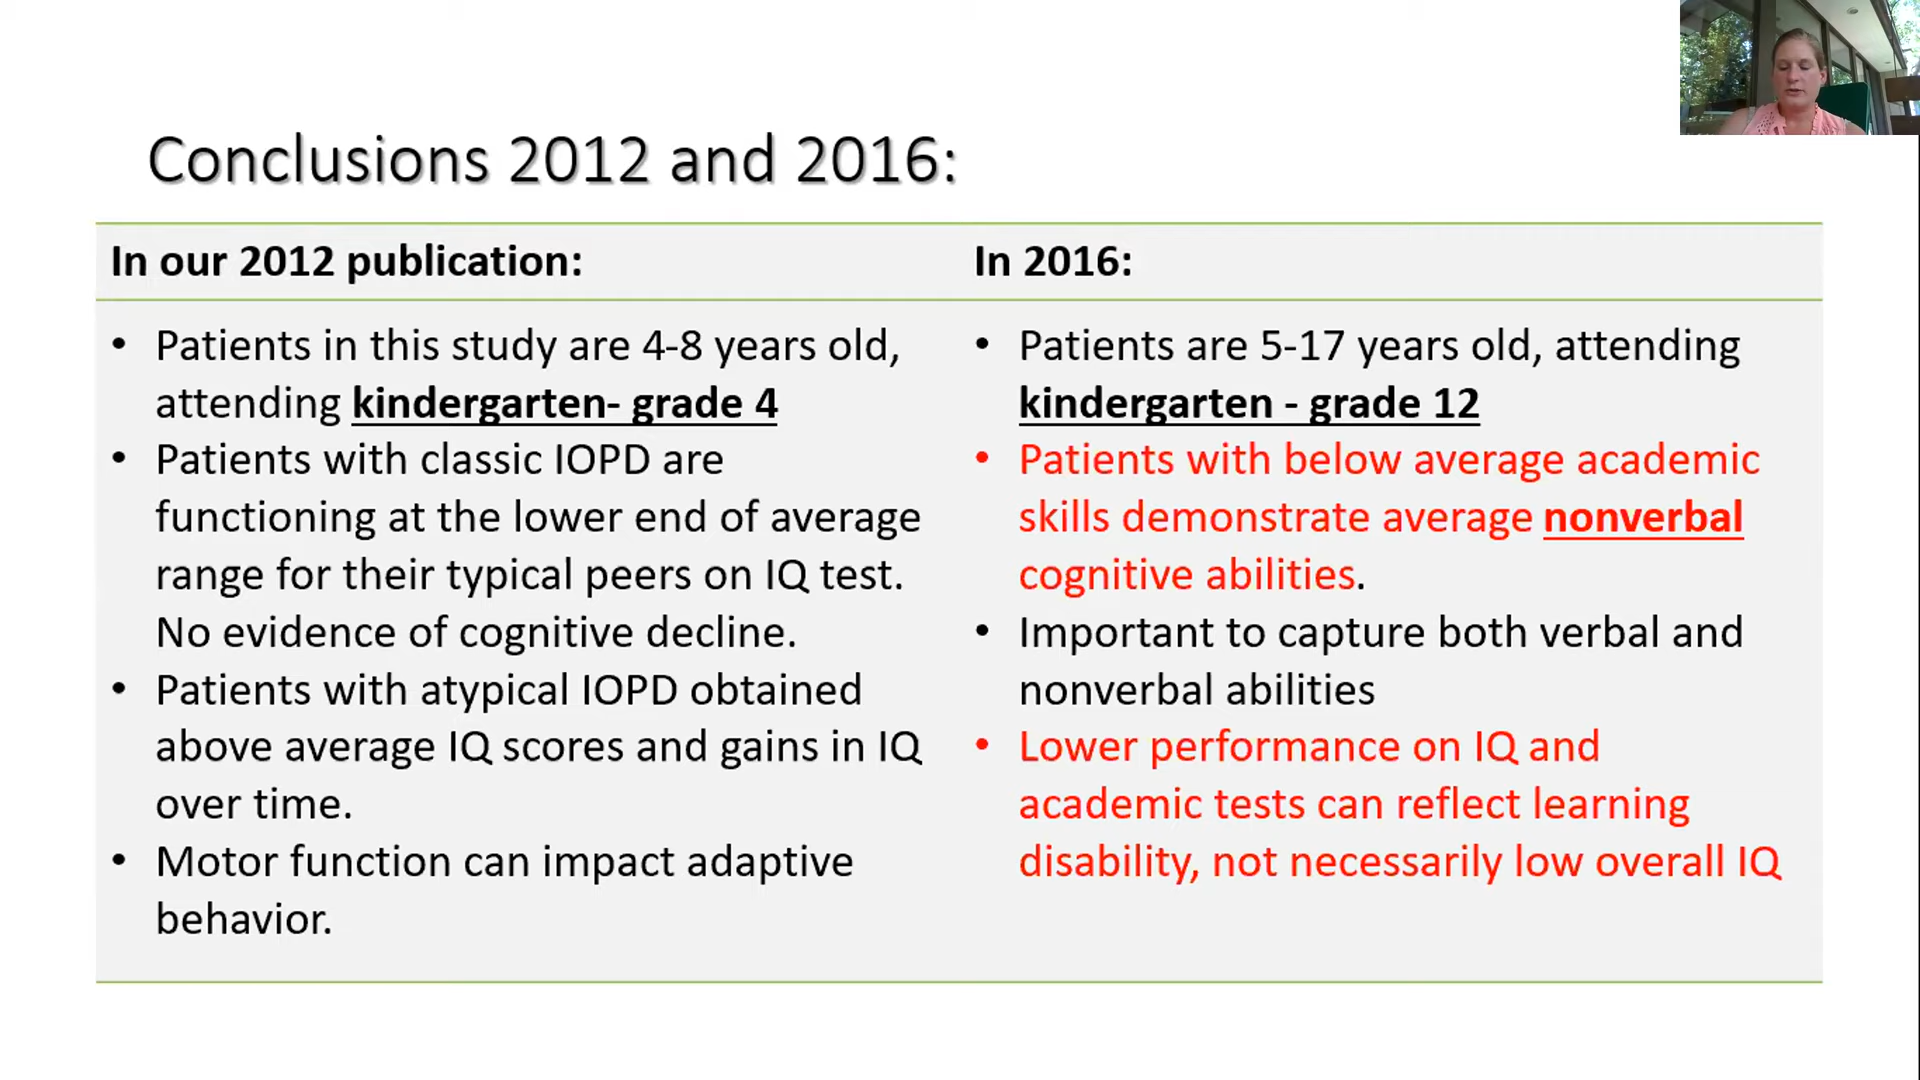 Conclusions 2012 and 2016:
In our 2012 publication:
• Patients in this study are 4-8 years old,
attending kindergarten- grade 4
• Patients with classic IOPD are
functioning at the lower end of average
range for their typical peers on IQ test.
No evidence of cognitive decline.
• Patients with atypical IOPD obtained
above average IQ scores and gains in IQ
over time.
• Motor function can impact adaptive
behavior.
In 2016:
• Patients are 5-17 years old, attending
kindergarten - grade 12
• Patients with below average academic
skills demonstrate average nonverbal
cognitive abilities.
• Important to capture both verbal and
nonverbal abilities
• Lower performance on IQ and
academic tests can reflect learning
disability, not necessarily low overall IQ